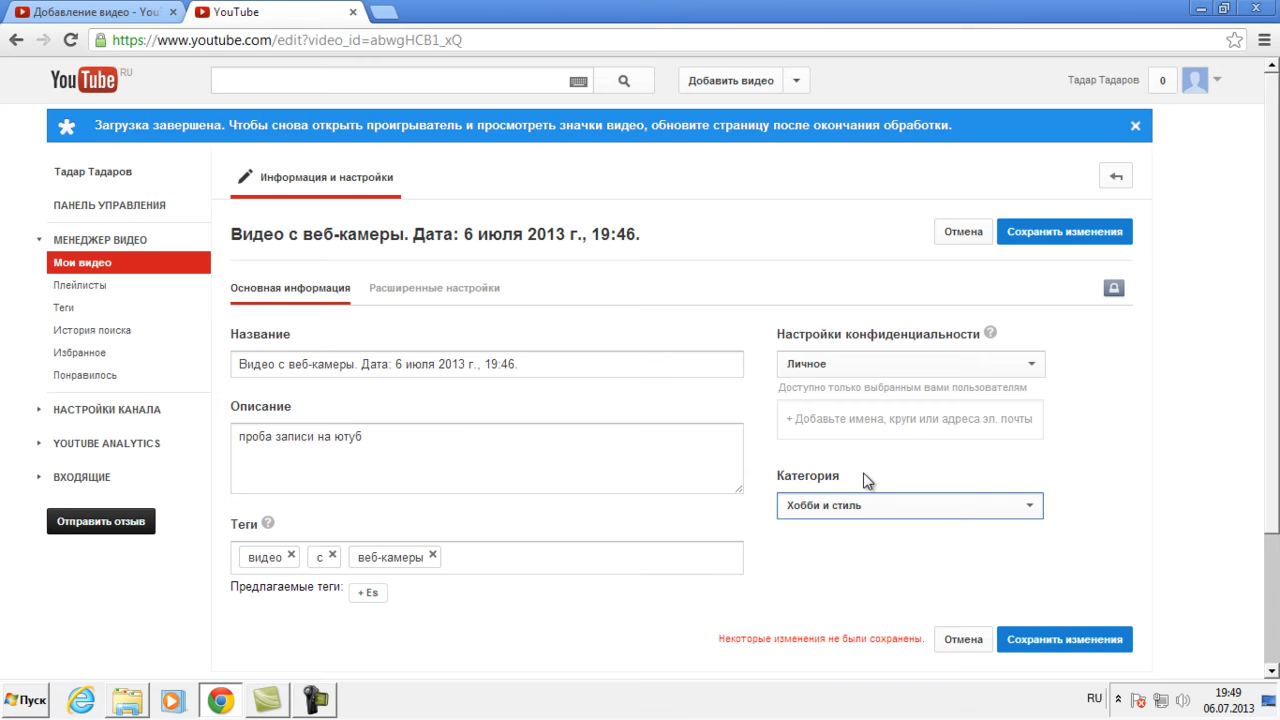 Добавление видео - You
YouTube
https://www.youtube.com/edit?video_id=abwgHCB1_xQ
YouTube RU
Добавить видео
Тадар Тадаров
0
Загрузка завершена. Чтобы снова открыть проигрыватель и просмотреть значки видео, обновите страницу после окончания обработки.
Тадар Тадаров
ПАНЕЛЬ УПРАВЛЕНИЯ
МЕНЕДЖЕР ВИДЕО
Мои видео
Плейлисты
Теги
История поиска
Избранное
Понравилось
НАСТРОЙКИ КАНАЛА
YOUTUBE ANALYTICS
ВХОДЯЩИЕ
Отправить отзыв
Информация и настройки
Видео с веб-камеры. Дата: 6 июля 2013 г., 19:46.
Отмена
Сохранить изменения
Основная информация
Расширенные настройки
Название
Видео с веб-камеры. Дата: 6 июля 2013 г., 19:46.
Описание
проба записи на ютуб
Теги ?
видео
с
веб-камеры
Предлагаемые теги: + Es
Настройки конфиденциальности ?
Личное
Доступно только выбранным вами пользователям
+ Добавьте имена, круги или адреса эл. почты
Категория
Хобби и стиль
Некоторые изменения не были сохранены.
Отмена
Сохранить изменения
Пуск
RU
19:49
06.07.2013